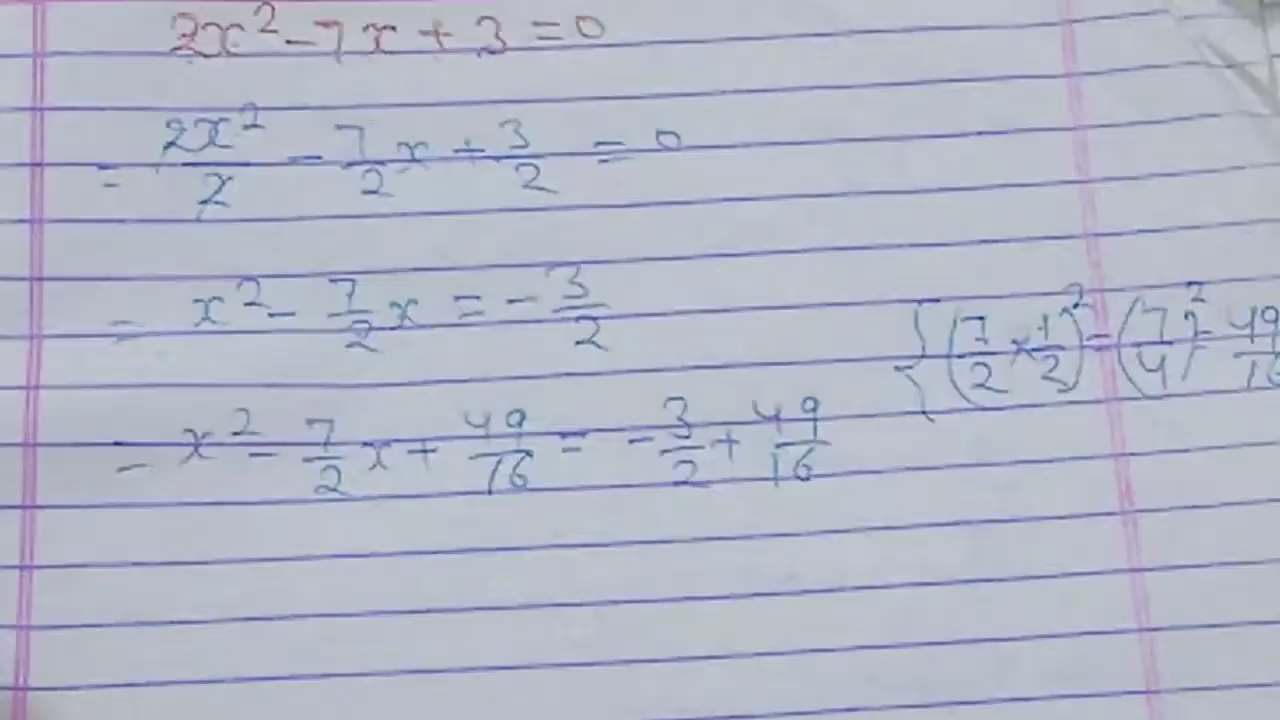 2x² - 7x + 3 = 0
= 2x²/2 - 7/2 x + 3/2 = 0
= x² - 7/2 x = - 3/2
{ (7/2 × 1/2)² = (7/4)² = 49/16
= x² - 7/2 x + 49/16 = - 3/2 + 49/16